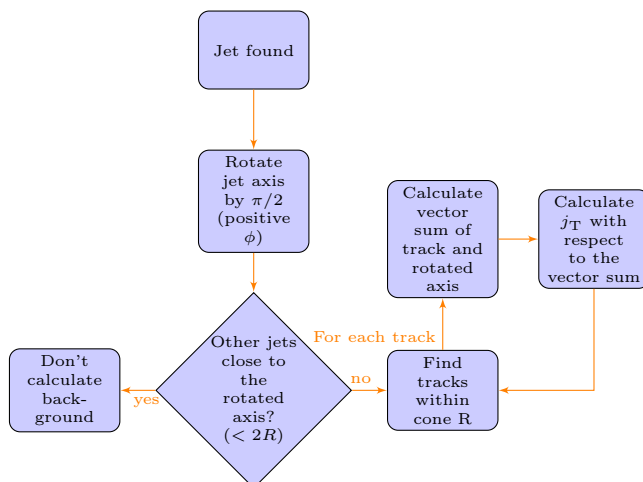 Jet found
Rotate
jet axis
by π/2
(positive
ϕ)
Calculate
vector
sum of
track and
rotated
axis
Calculate
j_T with
respect
to the
vector sum
For each track
Other jets
close to
the
rotated
axis?
(< 2R)
Don't
calculate
back-
ground
yes
no
Find
tracks
within
cone R